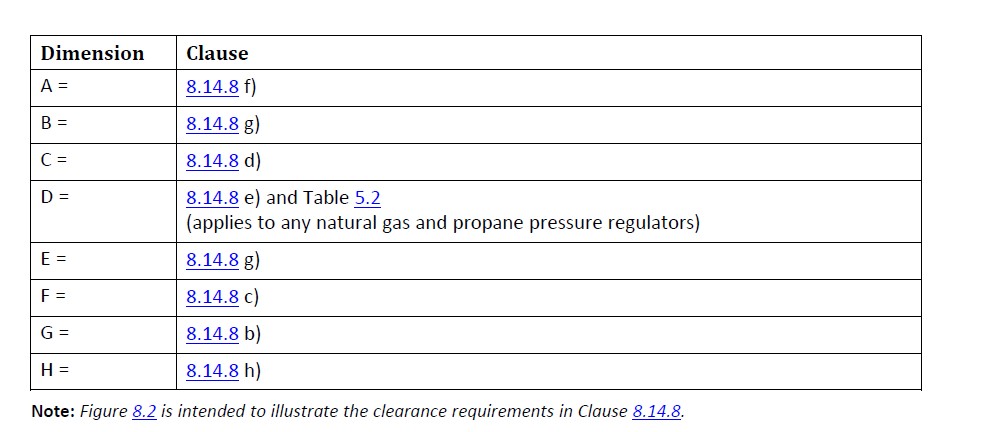 Dimension Clause
A = 8.14.8 f)
B = 8.14.8 g)
C = 8.14.8 d)
D = 8.14.8 e) and Table 5.2
(applies to any natural gas and propane pressure regulators)
E = 8.14.8 g)
F = 8.14.8 c)
G = 8.14.8 b)
H = 8.14.8 h)
Note: Figure 8.2 is intended to illustrate the clearance requirements in Clause 8.14.8.